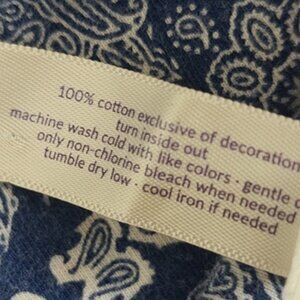 100% cotton exclusive of decoration
turn inside out
machine wash cold with like colors · gentle
only non-chlorine bleach when needed
tumble dry low · cool iron if needed